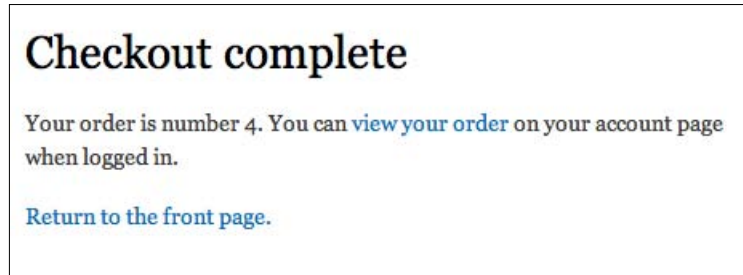 Checkout complete
Your order is number 4. You can view your order on your account page
when logged in.
Return to the front page.